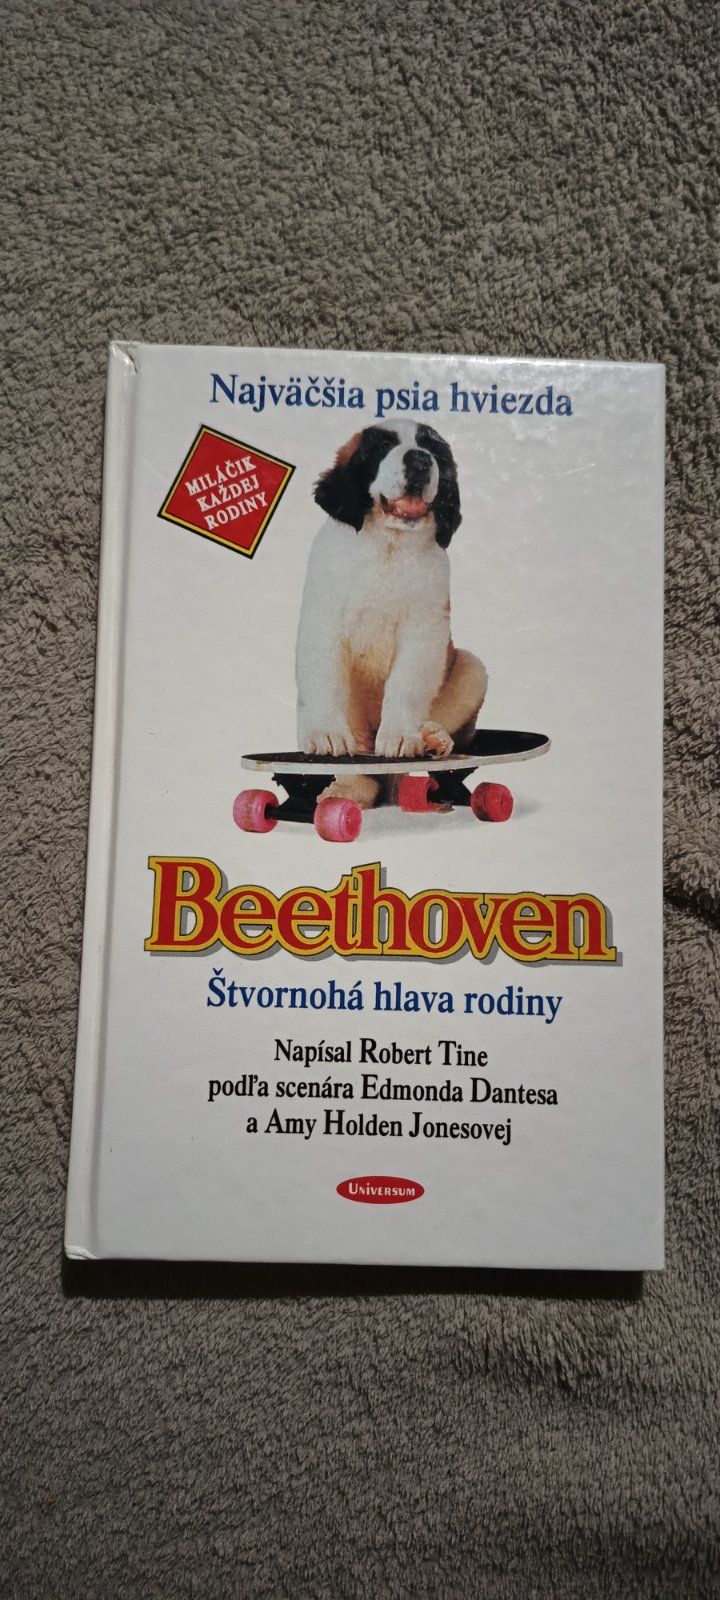 Najväčšia psia hviezda
MILÁČIK
KAŽDEJ
RODINY
Beethoven
Štvornohá hlava rodiny
Napísal Robert Tine
podľa scenára Edmonda Dantesa
a Amy Holden Jonesovej
UNIVERSUM